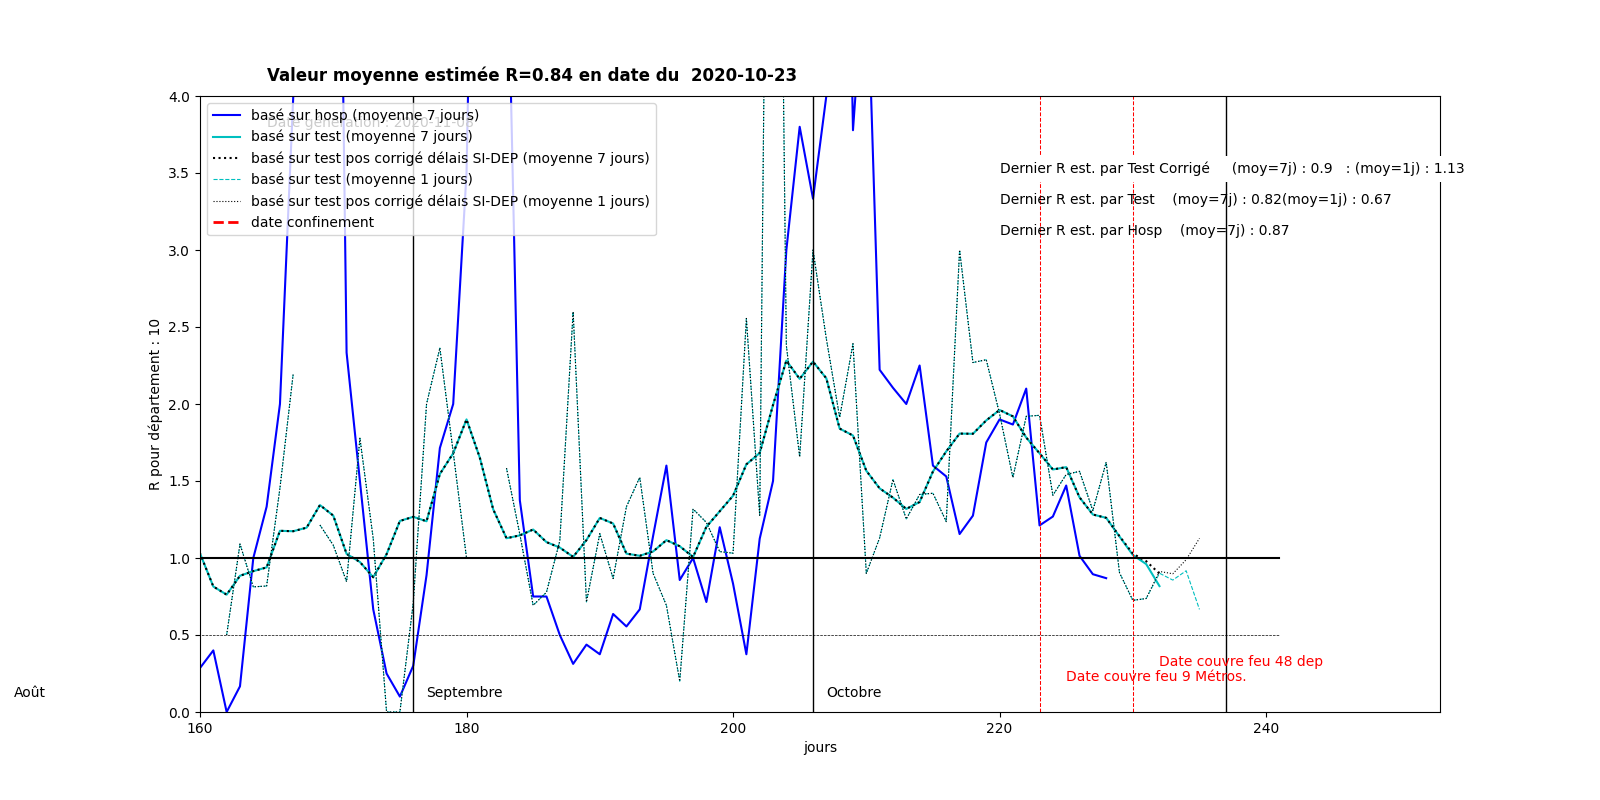 Valeur moyenne estimée R=0.84 en date du  2020-10-23
4.0
3.5
3.0
2.5
2.0
1.5
1.0
0.5
0.0
R pour département : 10
basé sur hosp (moyenne 7 jours)
basé sur test (moyenne 7 jours)
basé sur test pos corrigé délais SI-DEP (moyenne 7 jours)
basé sur test (moyenne 1 jours)
basé sur test pos corrigé délais SI-DEP (moyenne 1 jours)
date confinement
Dernier R est. par Test Corrigé     (moy=7j) : 0.9   : (moy=1j) : 1.13
Dernier R est. par Test    (moy=7j) : 0.82(moy=1j) : 0.67
Dernier R est. par Hosp    (moy=7j) : 0.87
Date couvre feu 48 dep
Date couvre feu 9 Métros.
Août
Septembre
Octobre
160
180
200
220
240
jours